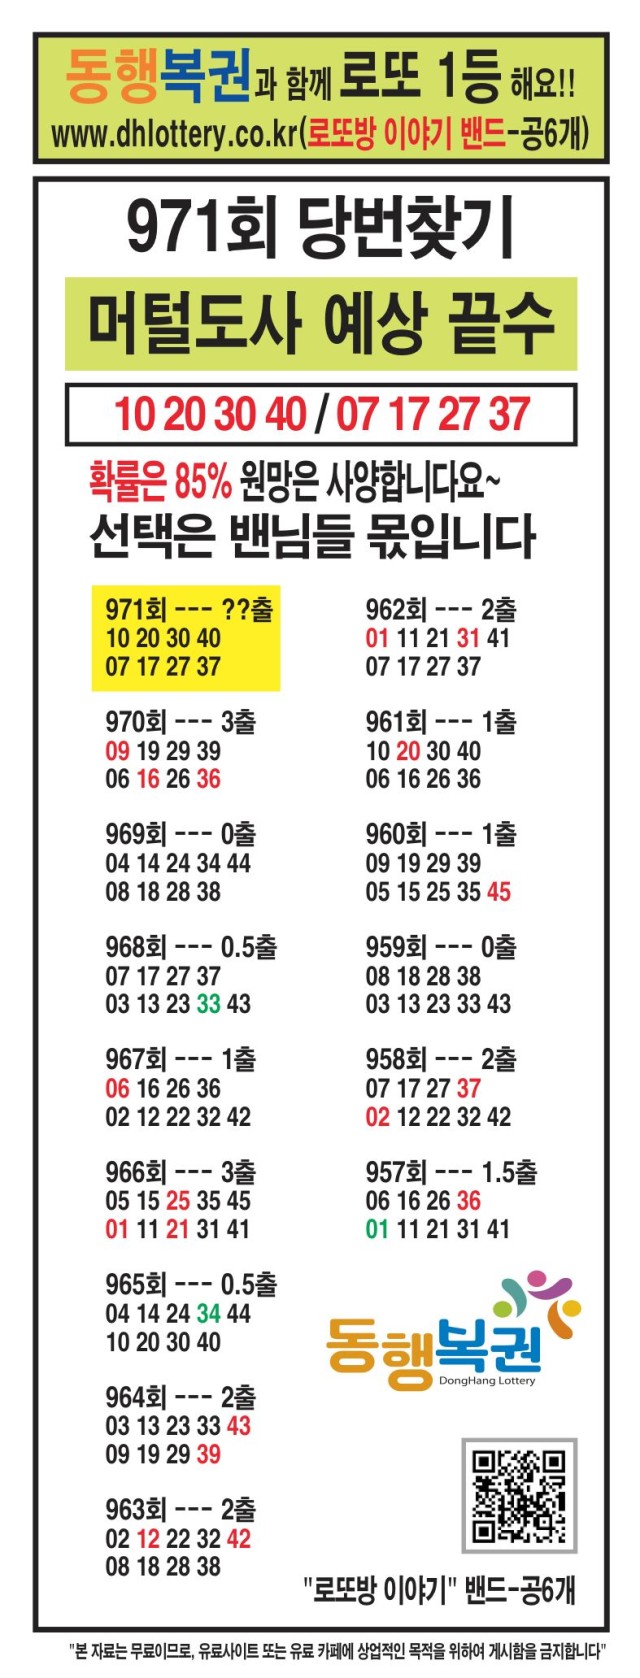 동행복권과 함께 로또 1등 해요!!
www.dhlottery.co.kr(로또방 이야기 밴드-공6개)
971회 당번찾기
머털도사 예상 끝수
10 20 30 40 / 07 17 27 37
확률은 85% 원망은 사양합니다요~
선택은 밴님들 몫입니다
971회 --- ??출
10 20 30 40
07 17 27 37
970회 --- 3출
09 19 29 39
06 16 26 36
969회 --- 0출
04 14 24 34 44
08 18 28 38
968회 --- 0.5출
07 17 27 37
03 13 23 33 43
967회 --- 1출
06 16 26 36
02 12 22 32 42
966회 --- 3출
05 15 25 35 45
01 11 21 31 41
965회 --- 0.5출
04 14 24 34 44
10 20 30 40
964회 --- 2출
03 13 23 33 43
09 19 29 39
963회 --- 2출
02 12 22 32 42
08 18 28 38
962회 --- 2출
01 11 21 31 41
07 17 27 37
961회 --- 1출
10 20 30 40
06 16 26 36
960회 --- 1출
09 19 29 39
05 15 25 35 45
959회 --- 0출
08 18 28 38
03 13 23 33 43
958회 --- 2출
07 17 27 37
02 12 22 32 42
957회 --- 1.5출
06 16 26 36
01 11 21 31 41
동행복권
DongHang Lottery
"로또방 이야기" 밴드-공6개
"본 자료는 무료이므로, 유료사이트 또는 유료 카페에 상업적인 목적을 위하여 게시함을 금지합니다"